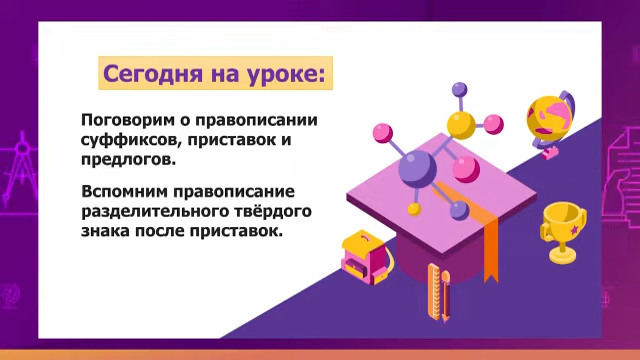 Сегодня на уроке:
Поговорим о правописании
суффиксов, приставок и
предлогов.
Вспомним правописание
разделительного твёрдого
знака после приставок.